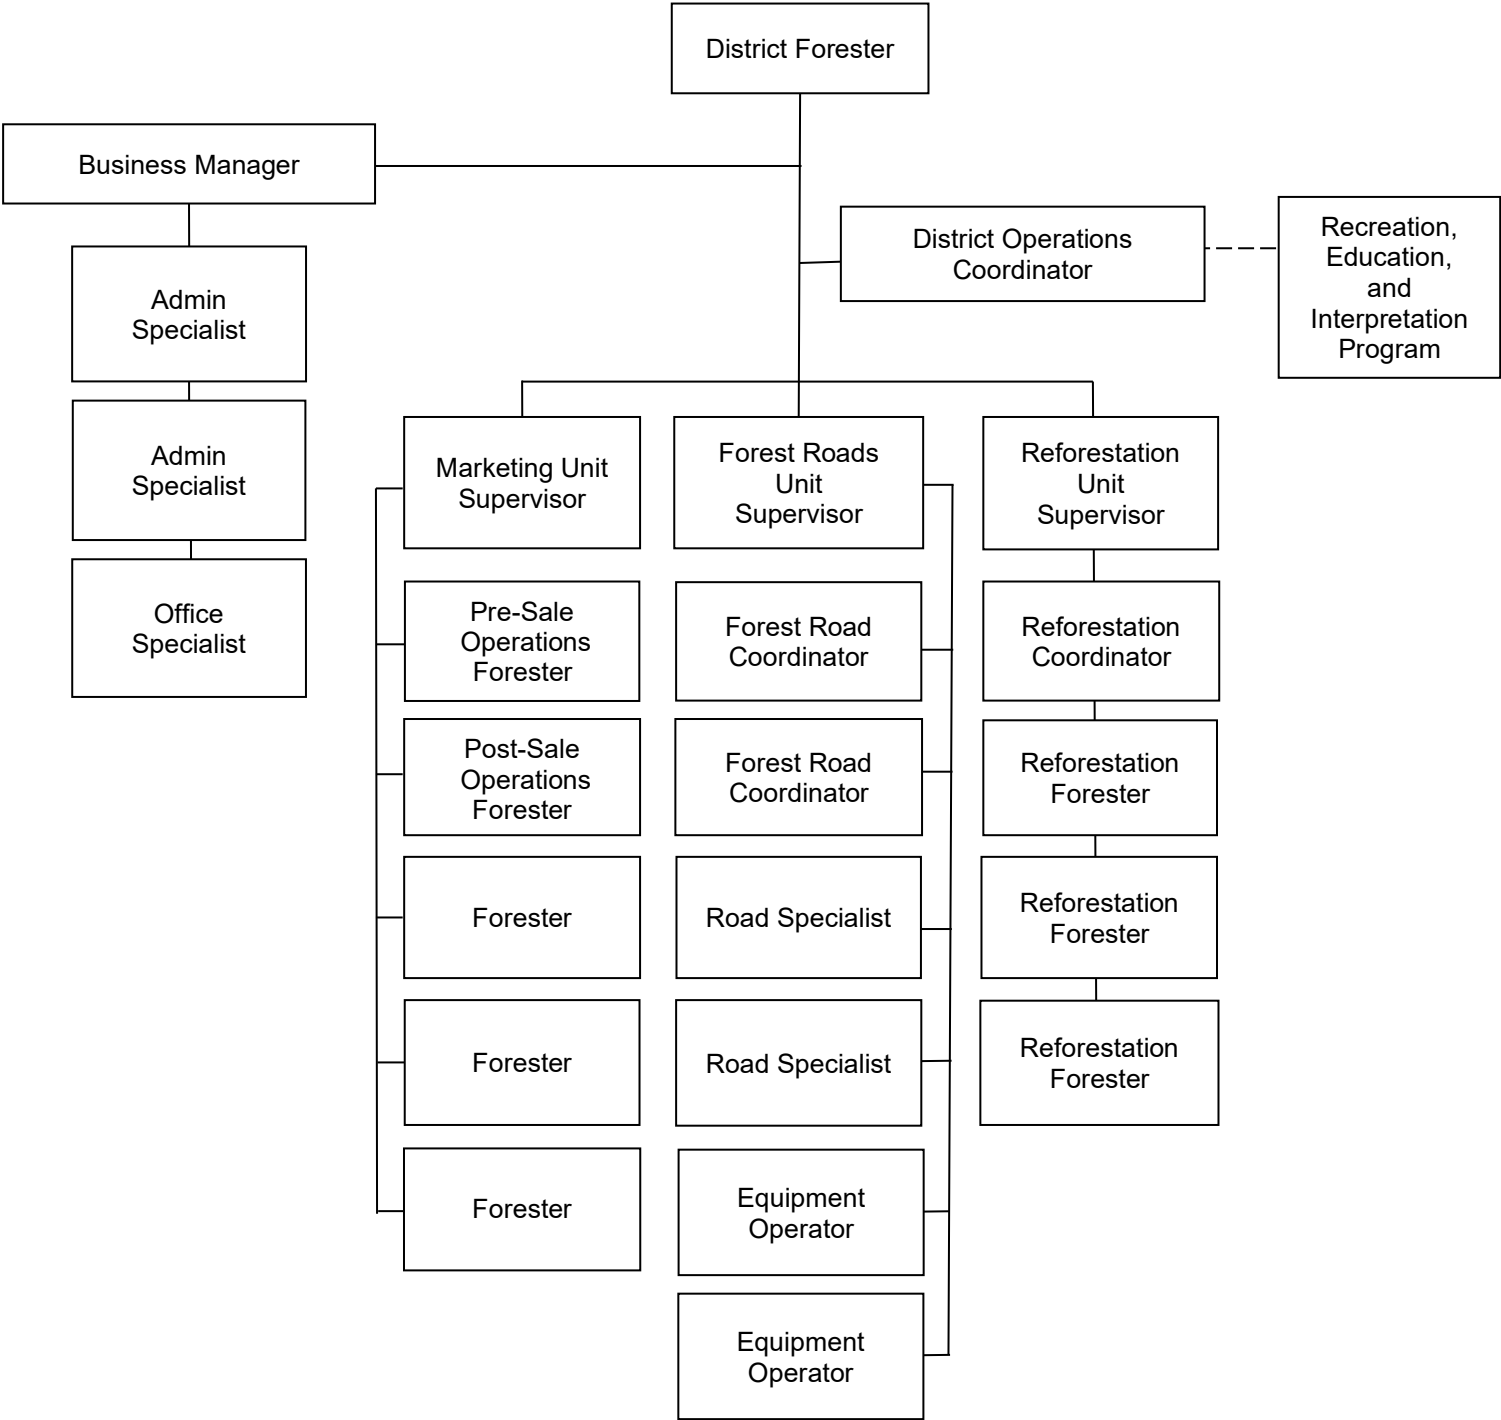 District Forester
Business Manager
District Operations
Coordinator
Recreation,
Education,
and
Interpretation
Program
Admin
Specialist
Admin
Specialist
Office
Specialist
Marketing Unit
Supervisor
Pre-Sale
Operations
Forester
Post-Sale
Operations
Forester
Forester
Forester
Forester
Forest Roads
Unit
Supervisor
Forest Road
Coordinator
Forest Road
Coordinator
Road Specialist
Road Specialist
Equipment
Operator
Equipment
Operator
Reforestation
Unit
Supervisor
Reforestation
Coordinator
Reforestation
Forester
Reforestation
Forester
Reforestation
Forester